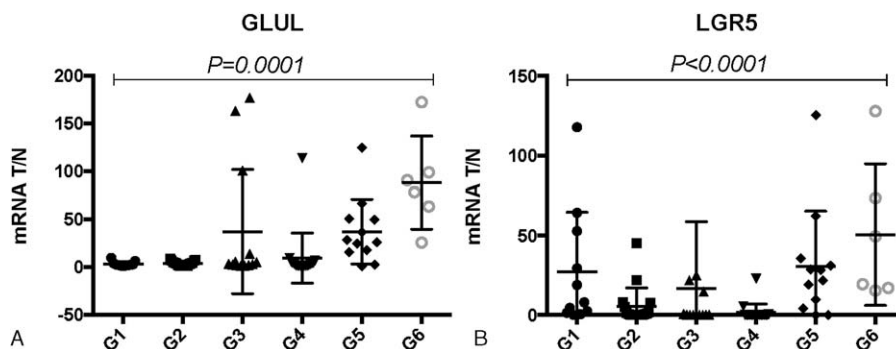 GLUL
P=0.0001
mRNA T/N
200
150
100
50
0
-50
G1
G2
G3
G4
G5
G6
A
LGR5
P<0.0001
mRNA T/N
150
100
50
0
G1
G2
G3
G4
G5
G6
B